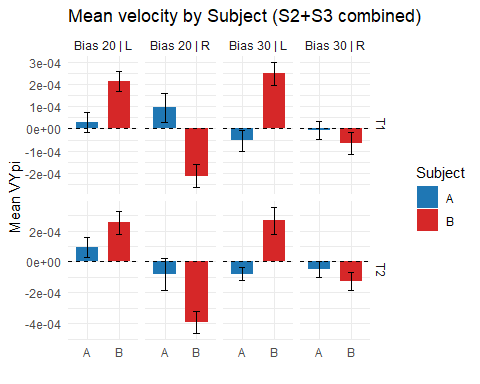 Mean velocity by Subject (S2+S3 combined)
Bias 20 | L
Bias 20 | R
Bias 30 | L
Bias 30 | R
3e-04
2e-04
1e-04
0e+00
-1e-04
-2e-04
T1
Mean VYpi
2e-04
0e+00
-2e-04
-4e-04
T2
A B A B A B A B
Subject
A
B